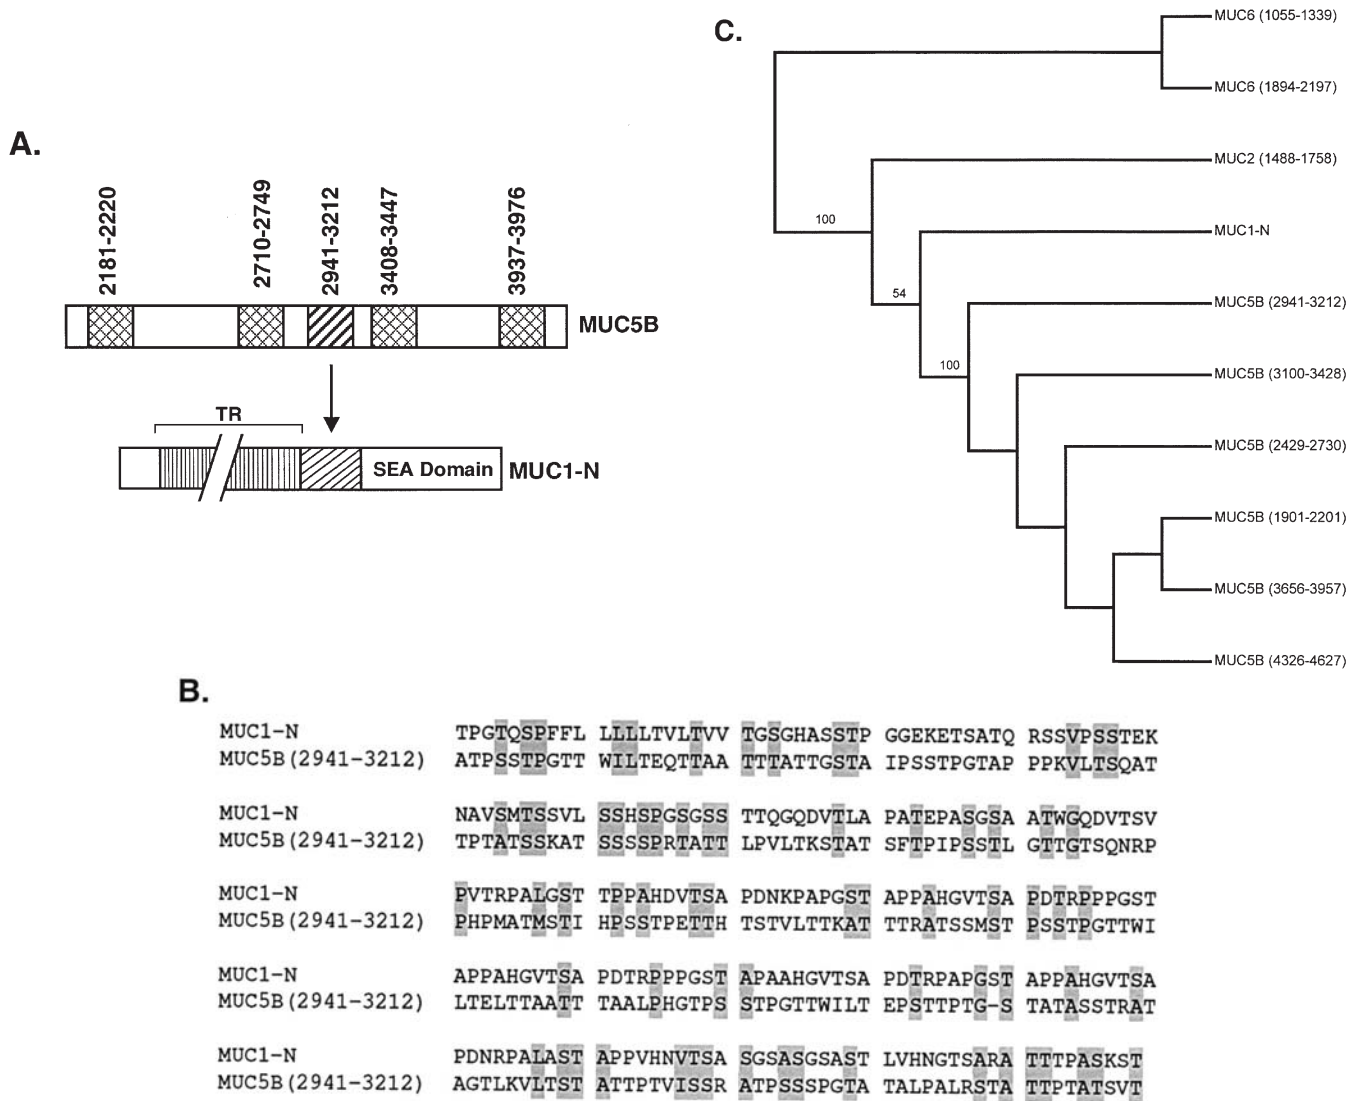 A.
2181-2220
2710-2749
2941-3212
3408-3447
3937-3976
MUC5B
TR
SEA Domain
MUC1-N
C.
MUC6 (1055-1339)
MUC6 (1894-2197)
MUC2 (1488-1758)
100
MUC1-N
54
MUC5B (2941-3212)
100
MUC5B (3100-3428)
MUC5B (2429-2730)
MUC5B (1901-2201)
MUC5B (3656-3957)
MUC5B (4326-4627)
B.
MUC1-N TPGTQSPFFL LLLLTVLTVV TGSGHASSTP GGEKETSATQ RSSVPSSTEK
MUC5B(2941-3212) ATPSSTPGTT WILTEQTTAA TTTATTGSTA IPSSTPGTAP PPKVLTSQAT
MUC1-N NAVSMTSSVL SSHSPGSGSS TTQGQDVTLA PATEPASGSA ATWGQDVTSV
MUC5B(2941-3212) TPTATSSKAT SSSSPRTATT LPVLTKSTAT SFTPIPSSTL GTTGTSQNRP
MUC1-N PVTRPALGST TPPAHDVTSA PDNKPAPGST APPAHGVTSA PDTRPPPGST
MUC5B(2941-3212) PHPMATMSTI HPSSTPETTH TSTVLTTKAT TTRATSSMST PSSTPGTTWI
MUC1-N APPAHGVTSA PDTRPPPGST APAAHGVTSA PDTRPAPGST APPAHGVTSA
MUC5B(2941-3212) LTELTTAATT TAALPHGTPS STPGTTWILT EPSTTPTG-S TATASSTRAT
MUC1-N PDNRPALAST APPVHNVTSA SGSASGSAST LVHNGTSARA TTTPASKST
MUC5B(2941-3212) AGTLKVLTST ATTPTVISSR ATPSSSPGTA TALPALRSTA TTPTATSVT